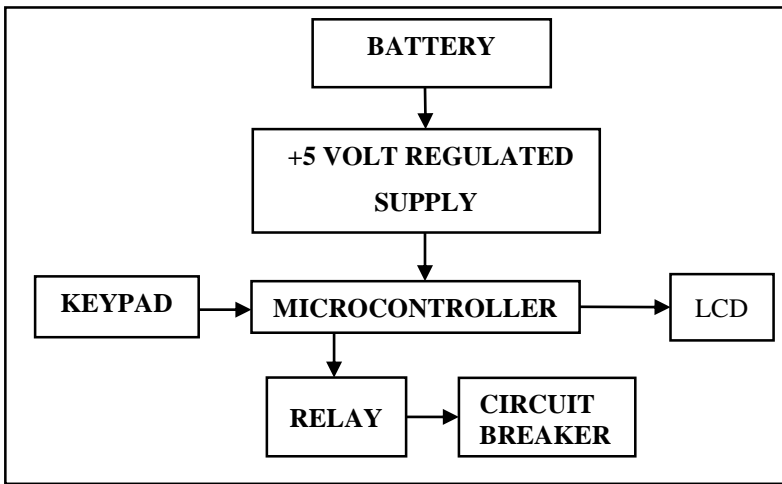 BATTERY
+5 VOLT REGULATED
SUPPLY
KEYPAD
MICROCONTROLLER
LCD
RELAY
CIRCUIT
BREAKER